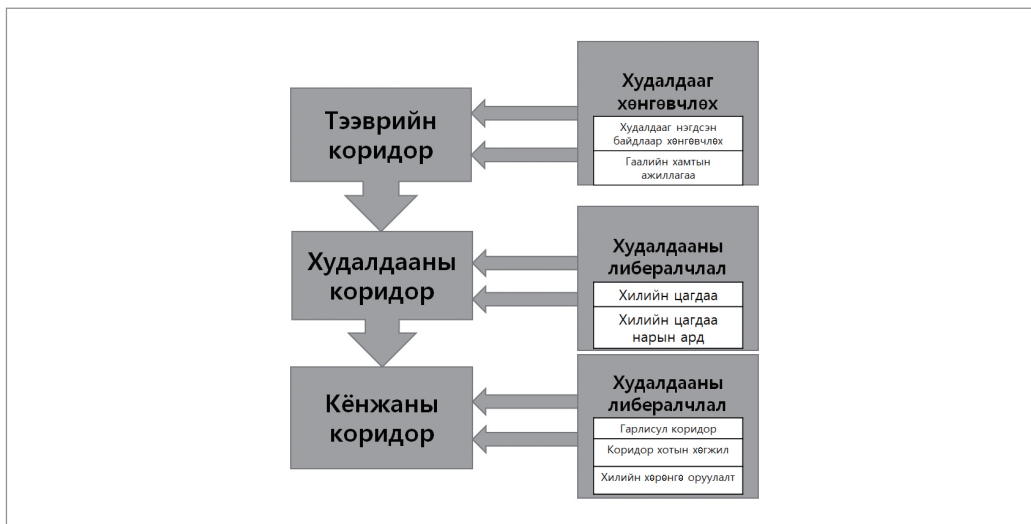 Тээврийн
коридор
Худалдааг
хөнгөвчлөх
Худалдааг нэгдсэн
байдлаар хөнгөвчлөх
Гаалийн хамтын
ажиллагаа
Худалдааны
коридор
Худалдааны
либералчлал
Хилийн цагдаа
Хилийн цагдаа
нарын ард
Кёнжаны
коридор
Худалдааны
либералчлал
Гарлисул коридор
Коридор хотын хөгжил
Хилийн хөрөнгө оруулалт